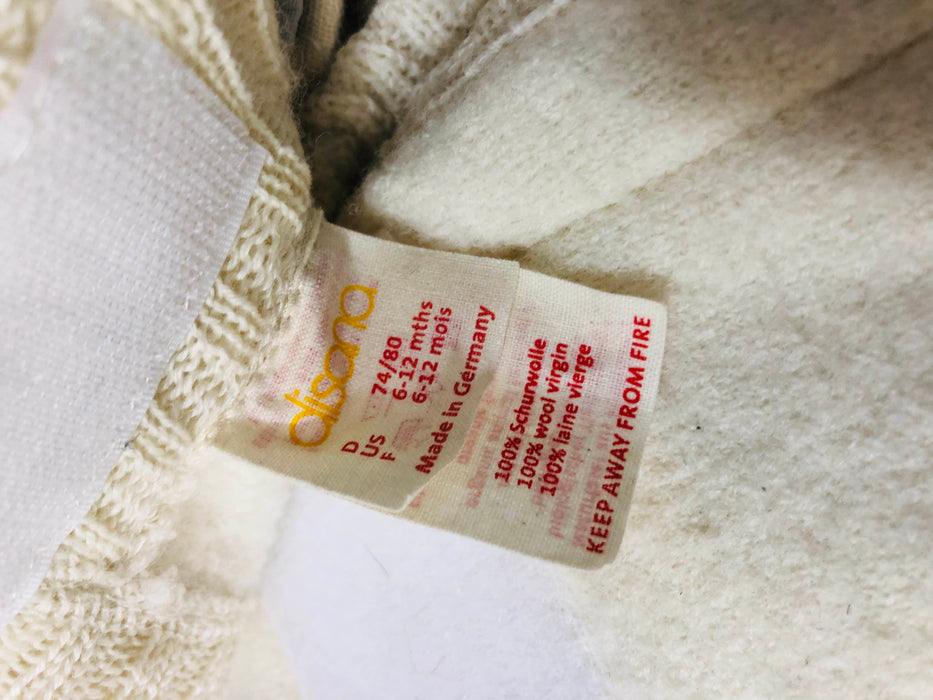 disana
D 74/80
US 6-12 mths
F 6-12 mois
Made in Germany
100% Schurwolle
100% wool virgin
100% laine vierge
KEEP AWAY FROM FIRE